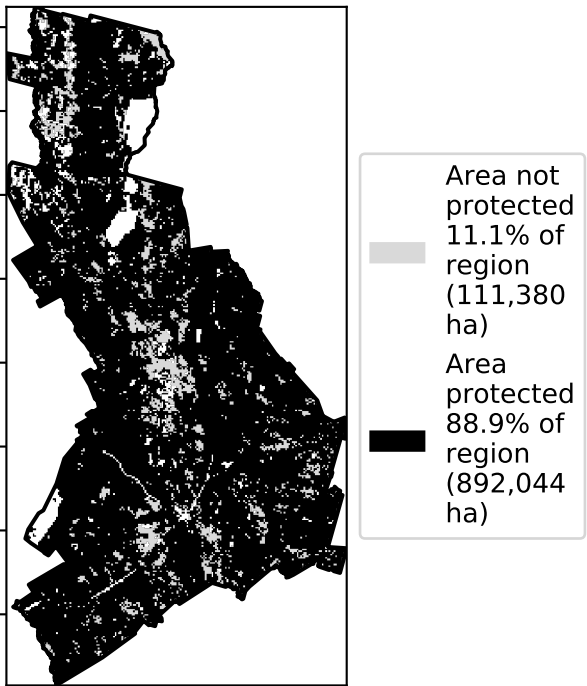 Area not
protected
11.1% of
region
(111,380
ha)
Area
protected
88.9% of
region
(892,044
ha)